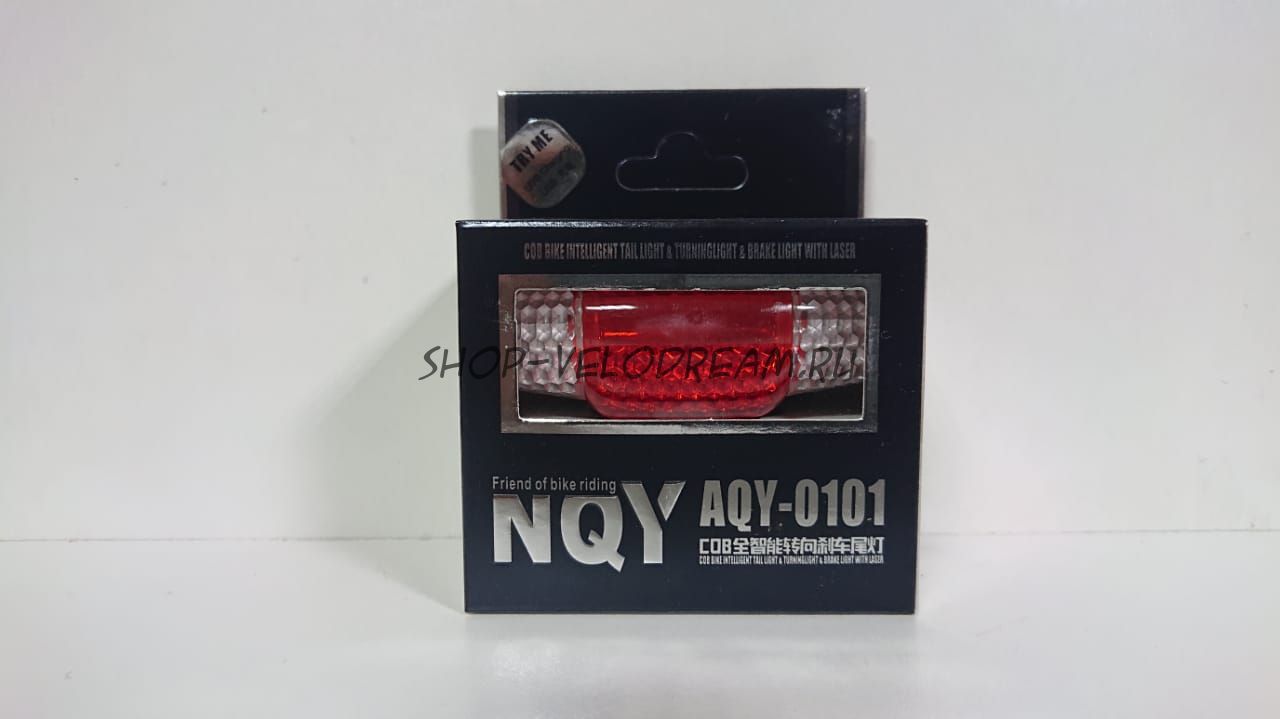 TRY ME
COB BIKE INTELLIGENT TAIL LIGHT & TURNINGLIGHT & BRAKE LIGHT WITH LASER
SHOP-VELODREAM.RU
Friend of bike riding
NQY
AQY-0101
COB全智能转向刹车尾灯
COB BIKE INTELLIGENT TAIL LIGHT & TURNINGLIGHT & BRAKE LIGHT WITH LASER